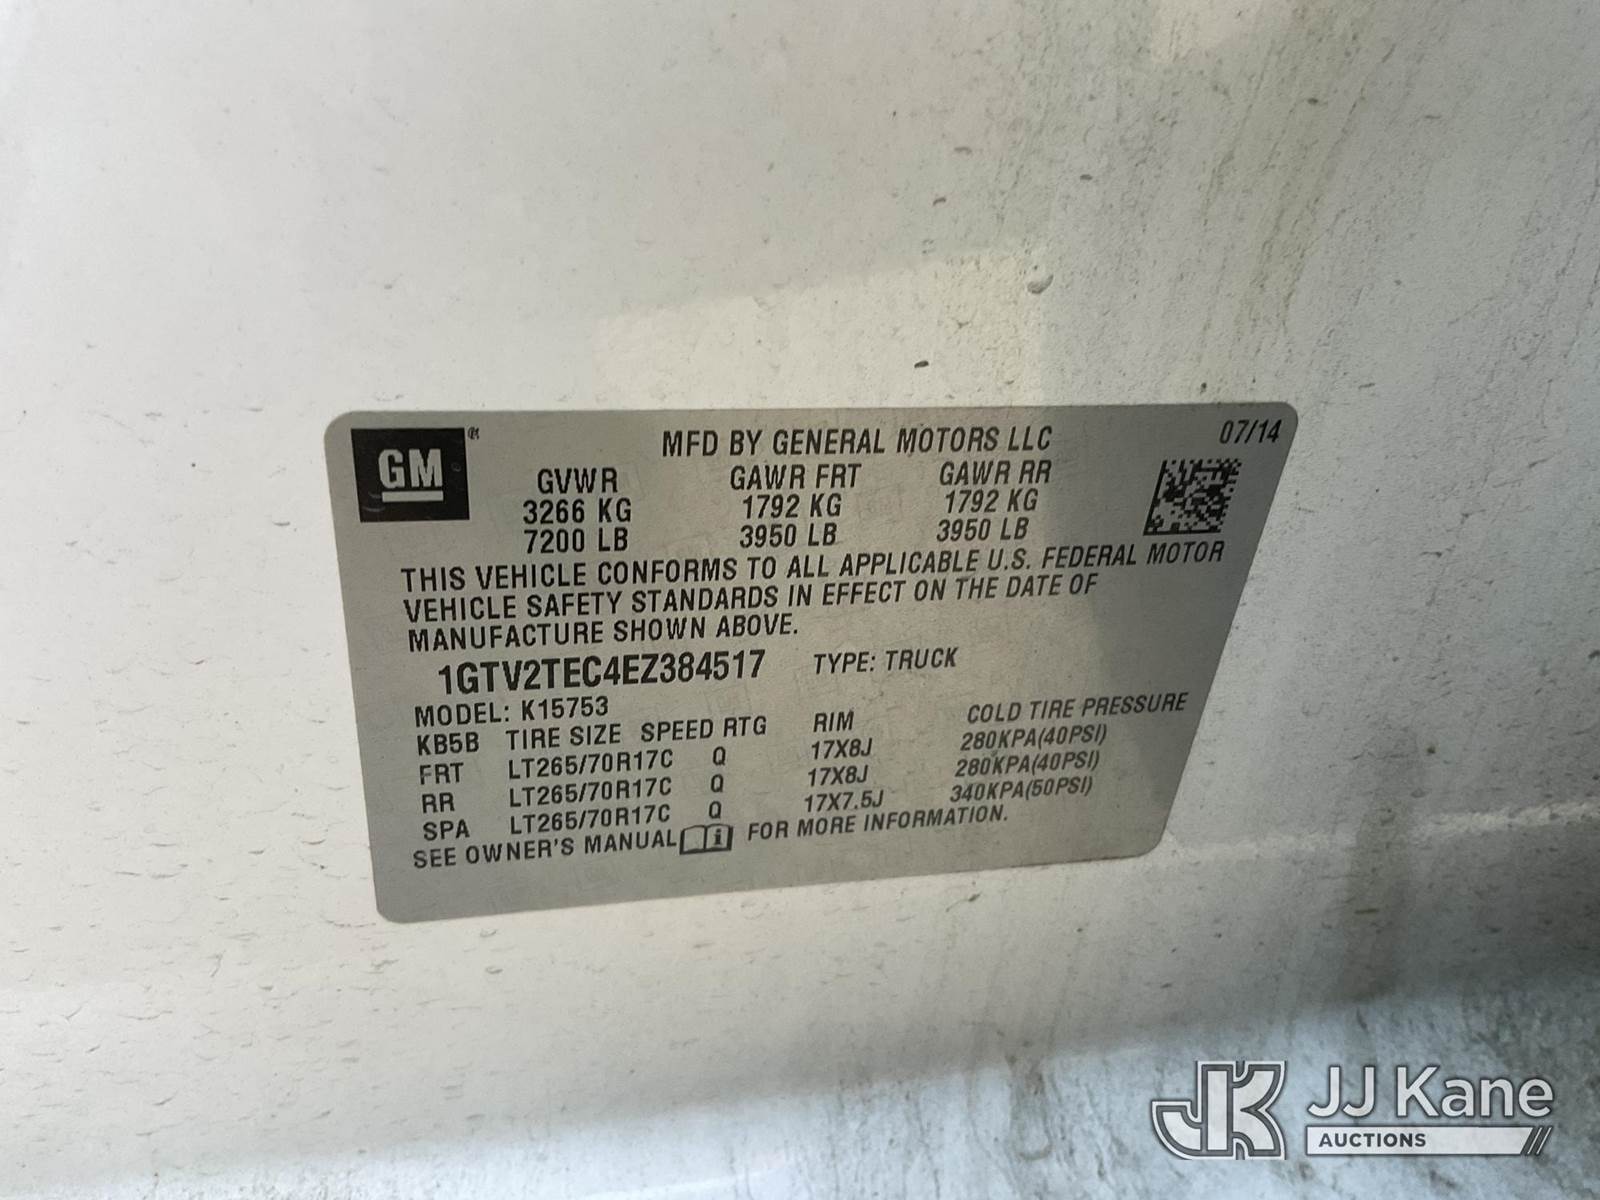 GM ®
MFD BY GENERAL MOTORS LLC 07/14
GVWR GAWR FRT GAWR RR
3266 KG 1792 KG 1792 KG
7200 LB 3950 LB 3950 LB
THIS VEHICLE CONFORMS TO ALL APPLICABLE U.S. FEDERAL MOTOR
VEHICLE SAFETY STANDARDS IN EFFECT ON THE DATE OF
MANUFACTURE SHOWN ABOVE.
1GTV2TEC4EZ384517 TYPE: TRUCK
MODEL: K15753
KB5B TIRE SIZE SPEED RTG RIM COLD TIRE PRESSURE
FRT LT265/70R17C Q 17X8J 280KPA(40PSI)
RR LT265/70R17C Q 17X8J 280KPA(40PSI)
SPA LT265/70R17C Q 17X7.5J 340KPA(50PSI)
SEE OWNER'S MANUAL i FOR MORE INFORMATION.
JK JJ Kane
AUCTIONS